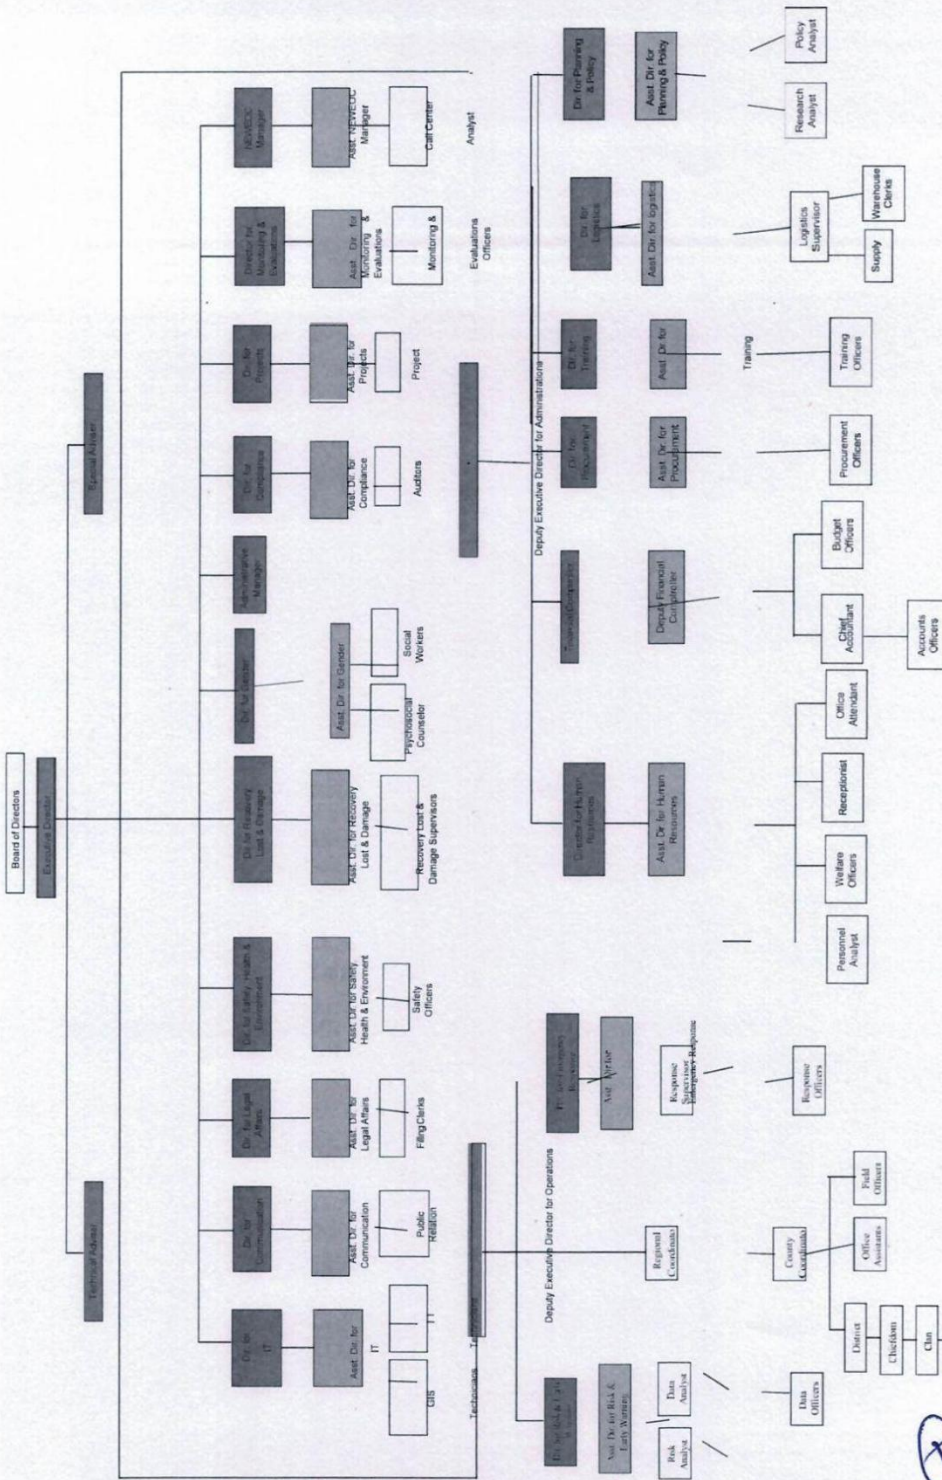 Board of Directors
Executive Director
Technical Adviser
Special Adviser
Dir. for
IT
Dir. for
Communication
Dir. for Legal
Affairs
Dir. for Safety, Health &
Environment
Dir for Recovery
Lost & Damage
Dir. for Gender
Administrative
Manager
Dir. for
Compliance
Dir. for
Projects
Director for
Monitoring &
Evaluations
NEWEOC
Manager
Asst. Dir. for
IT
Asst. Dir. for
Communication
Asst. Dir. for
Legal Affairs
Asst. Dir. for Safety,
Health & Environment
Asst. Dir. for Recovery
Lost & Damage
Asst. Dir. for Gender
Asst. Dir. for
Compliance
Asst. Dir. for
Projects
Asst. Dir. for
Monitoring &
Evaluations
Asst. NEWEOC
Manager
GIS
IT
Public
Relation
Filling Clerks
Safety
Officers
Recovery Lost &
Damage Supervisors
Psychosocial
Counselor
Social
Workers
Auditors
Project
Monitoring &
Evaluations
Officers
Call Center
Analyst
Technicians
Deputy Executive Director for Operations
Deputy Executive Director for Administrations
Asst. Dir. for Risk &
Early Warning
Risk
Analyst
Data
Analyst
Data
Officers
Regional
Coordinato
County
Coordinato
District
Chiefdom
Clan
Office
Assistants
Field
Officers
Dir. for Emergency
Response
Asst. Dir for
Response
Supervisor
Emergency Response
Response
Officers
Director for Human
Resources
Asst. Dir for Human
Resources
Personnel
Analyst
Welfare
Officers
Receptionist
Office
Attendant
Deputy Financial
Comptroller
Chief
Accountant
Budget
Officers
Accounts
Officers
Dir for
Procurement
Asst. Dir. for
Procurement
Procurement
Officers
Dir. for
Training
Asst. Dir. for
Training
Training
Officers
Dir. for
Logistics
Asst. Dir. for logistics
Logistics
Supervisor
Supply
Warehouse
Clerks
Dir. for Planning
& Policy
Asst. Dir. for
Planning & Policy
Research
Analyst
Policy
Analyst